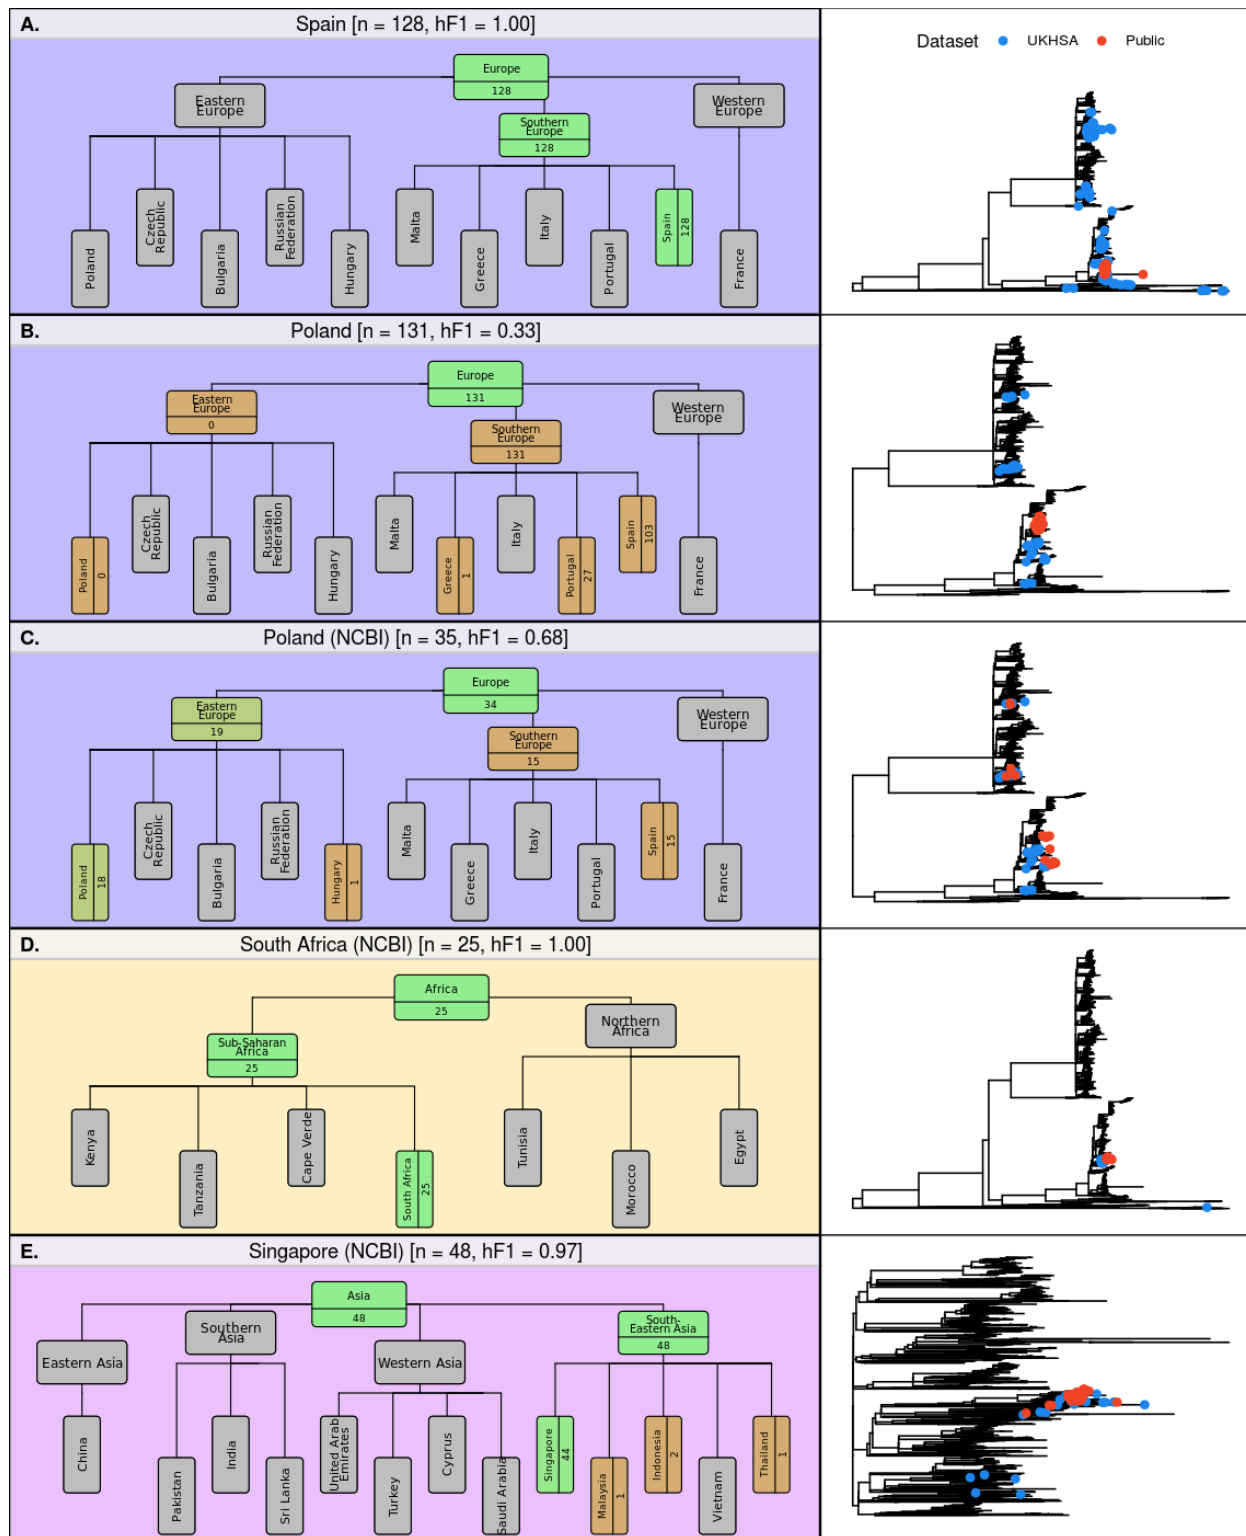 A.
Spain [n = 128, hF1 = 1.00]
Europe
128
Eastern
Europe
Western
Europe
Southern
Europe
128
Poland
Czech
Republic
Bulgaria
Russian
Federation
Hungary
Malta
Greece
Italy
Portugal
Spain
128
France
Dataset
UKHSA
Public
B.
Poland [n = 131, hF1 = 0.33]
Europe
131
Eastern
Europe
0
Western
Europe
Southern
Europe
131
Poland
0
Czech
Republic
Bulgaria
Russian
Federation
Hungary
Malta
Greece
1
Italy
Portugal
27
Spain
103
France
C.
Poland (NCBI) [n = 35, hF1 = 0.68]
Europe
34
Eastern
Europe
19
Western
Europe
Southern
Europe
15
Poland
18
Czech
Republic
Bulgaria
Russian
Federation
Hungary
1
Malta
Greece
Italy
Portugal
Spain
15
France
D.
South Africa (NCBI) [n = 25, hF1 = 1.00]
Africa
25
Northern
Africa
Sub-Saharan
Africa
25
Kenya
Tanzania
Cape Verde
South Africa
25
Tunisia
Morocco
Egypt
E.
Singapore (NCBI) [n = 48, hF1 = 0.97]
Asia
48
Southern
Asia
South-
Eastern Asia
48
Eastern Asia
Western Asia
China
Pakistan
India
Sri Lanka
United Arab
Emirates
Turkey
Cyprus
Saudi Arabia
Singapore
44
Malaysia
1
Indonesia
2
Vietnam
Thailand
1